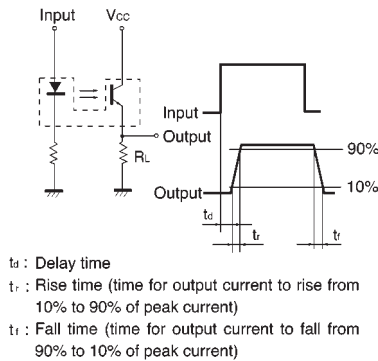 Input
Vcc
Output
RL
Input
Output
90%
10%
td
tr
tf
td : Delay time
tr : Rise time (time for output current to rise from
10% to 90% of peak current)
tf : Fall time (time for output current to fall from
90% to 10% of peak current)